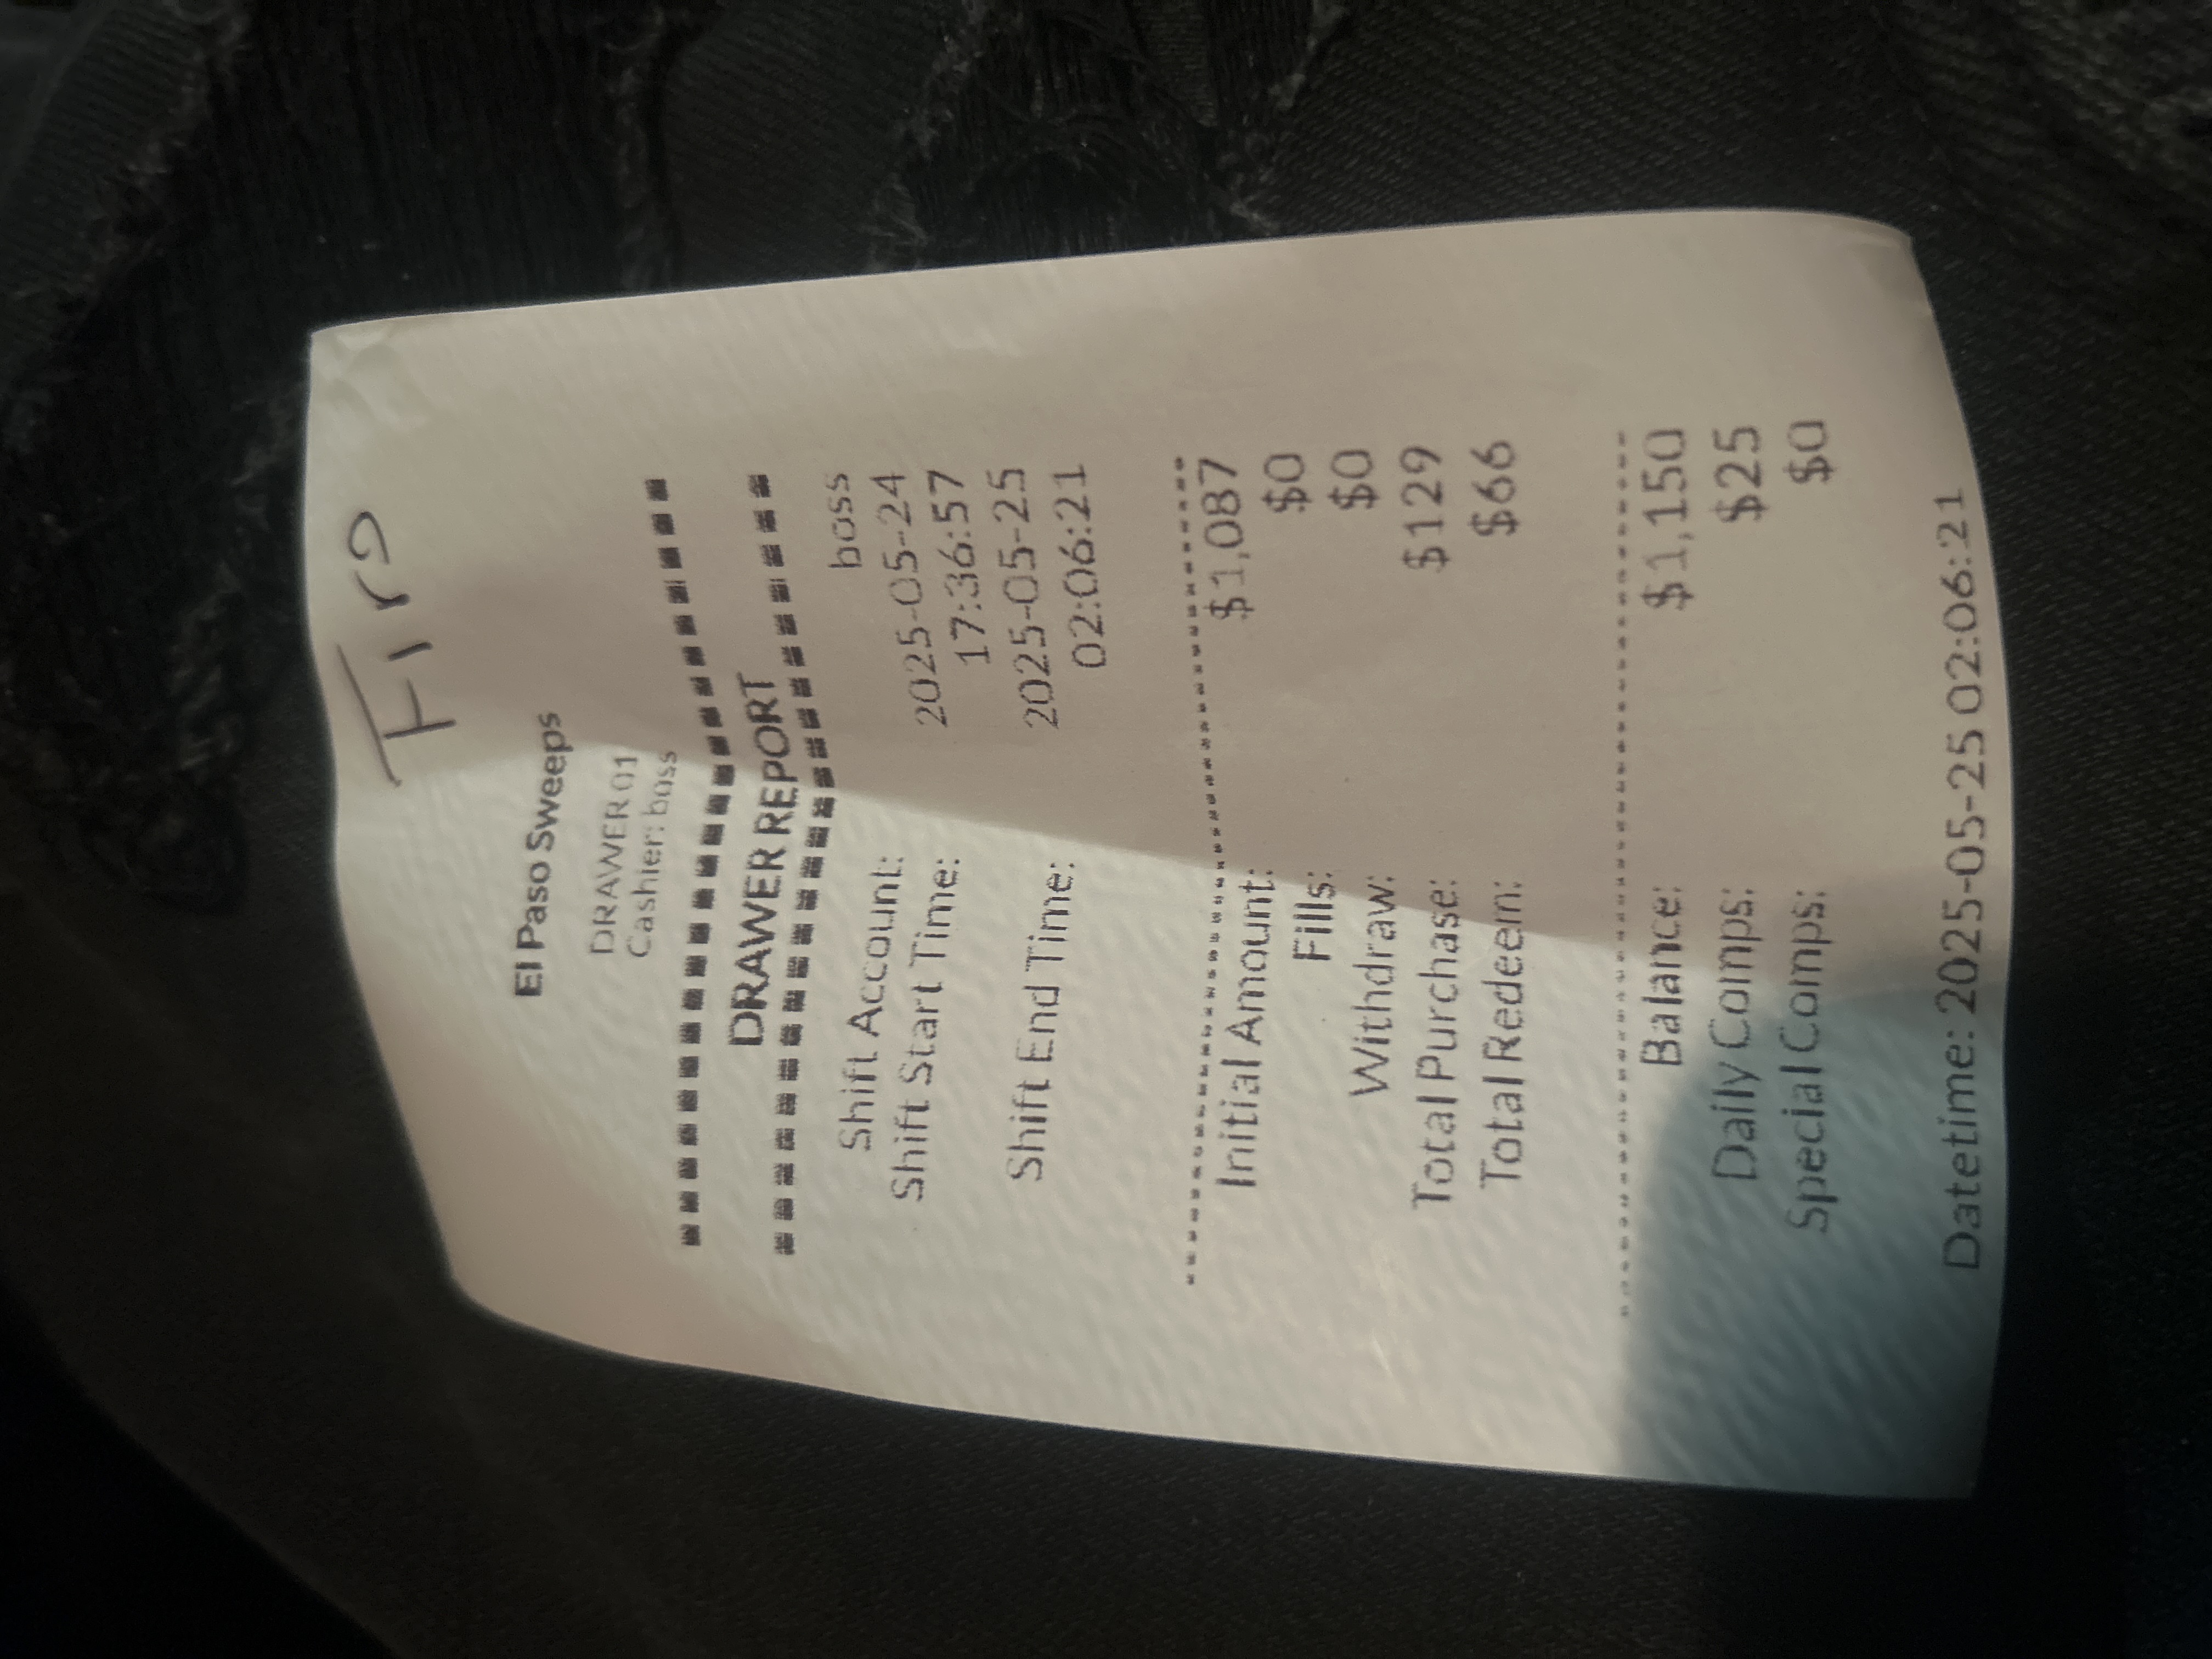 El Paso Sweeps
DRAWER 01
Cashier: boss
DRAWER REPORT
Shift Account: boss
Shift Start Time: 2025-05-24
17:36:57
Shift End Time: 2025-05-25
02:06:21
Initial Amount: $1,087
Fills: $0
Withdraw: $0
Total Purchase: $129
Total Redeem: $66
Balance: $1,150
Daily Comps: $25
Special Comps: $0
Datetime: 2025-05-25 02:06:21